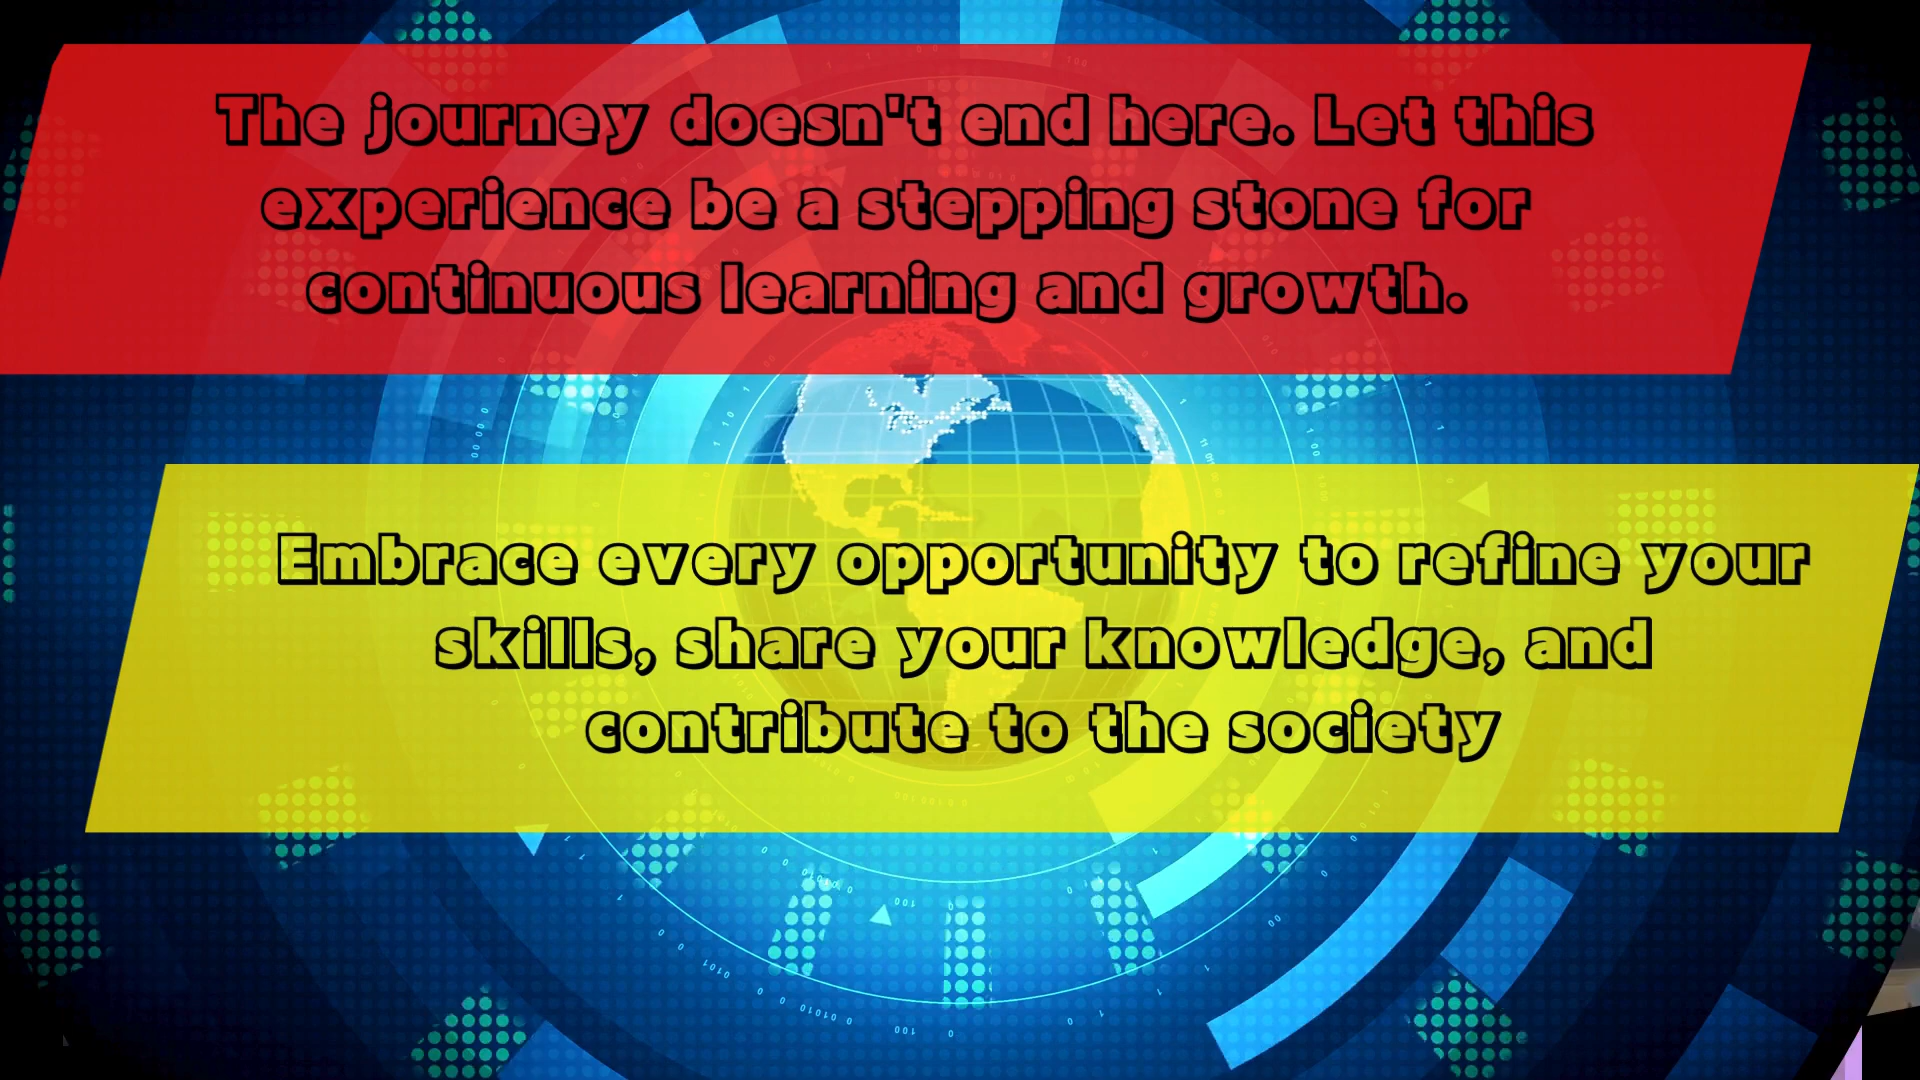 The journey doesn't end here. Let this
experience be a stepping stone for
continuous learning and growth.
Embrace every opportunity to refine your
skills, share your knowledge, and
contribute to the society